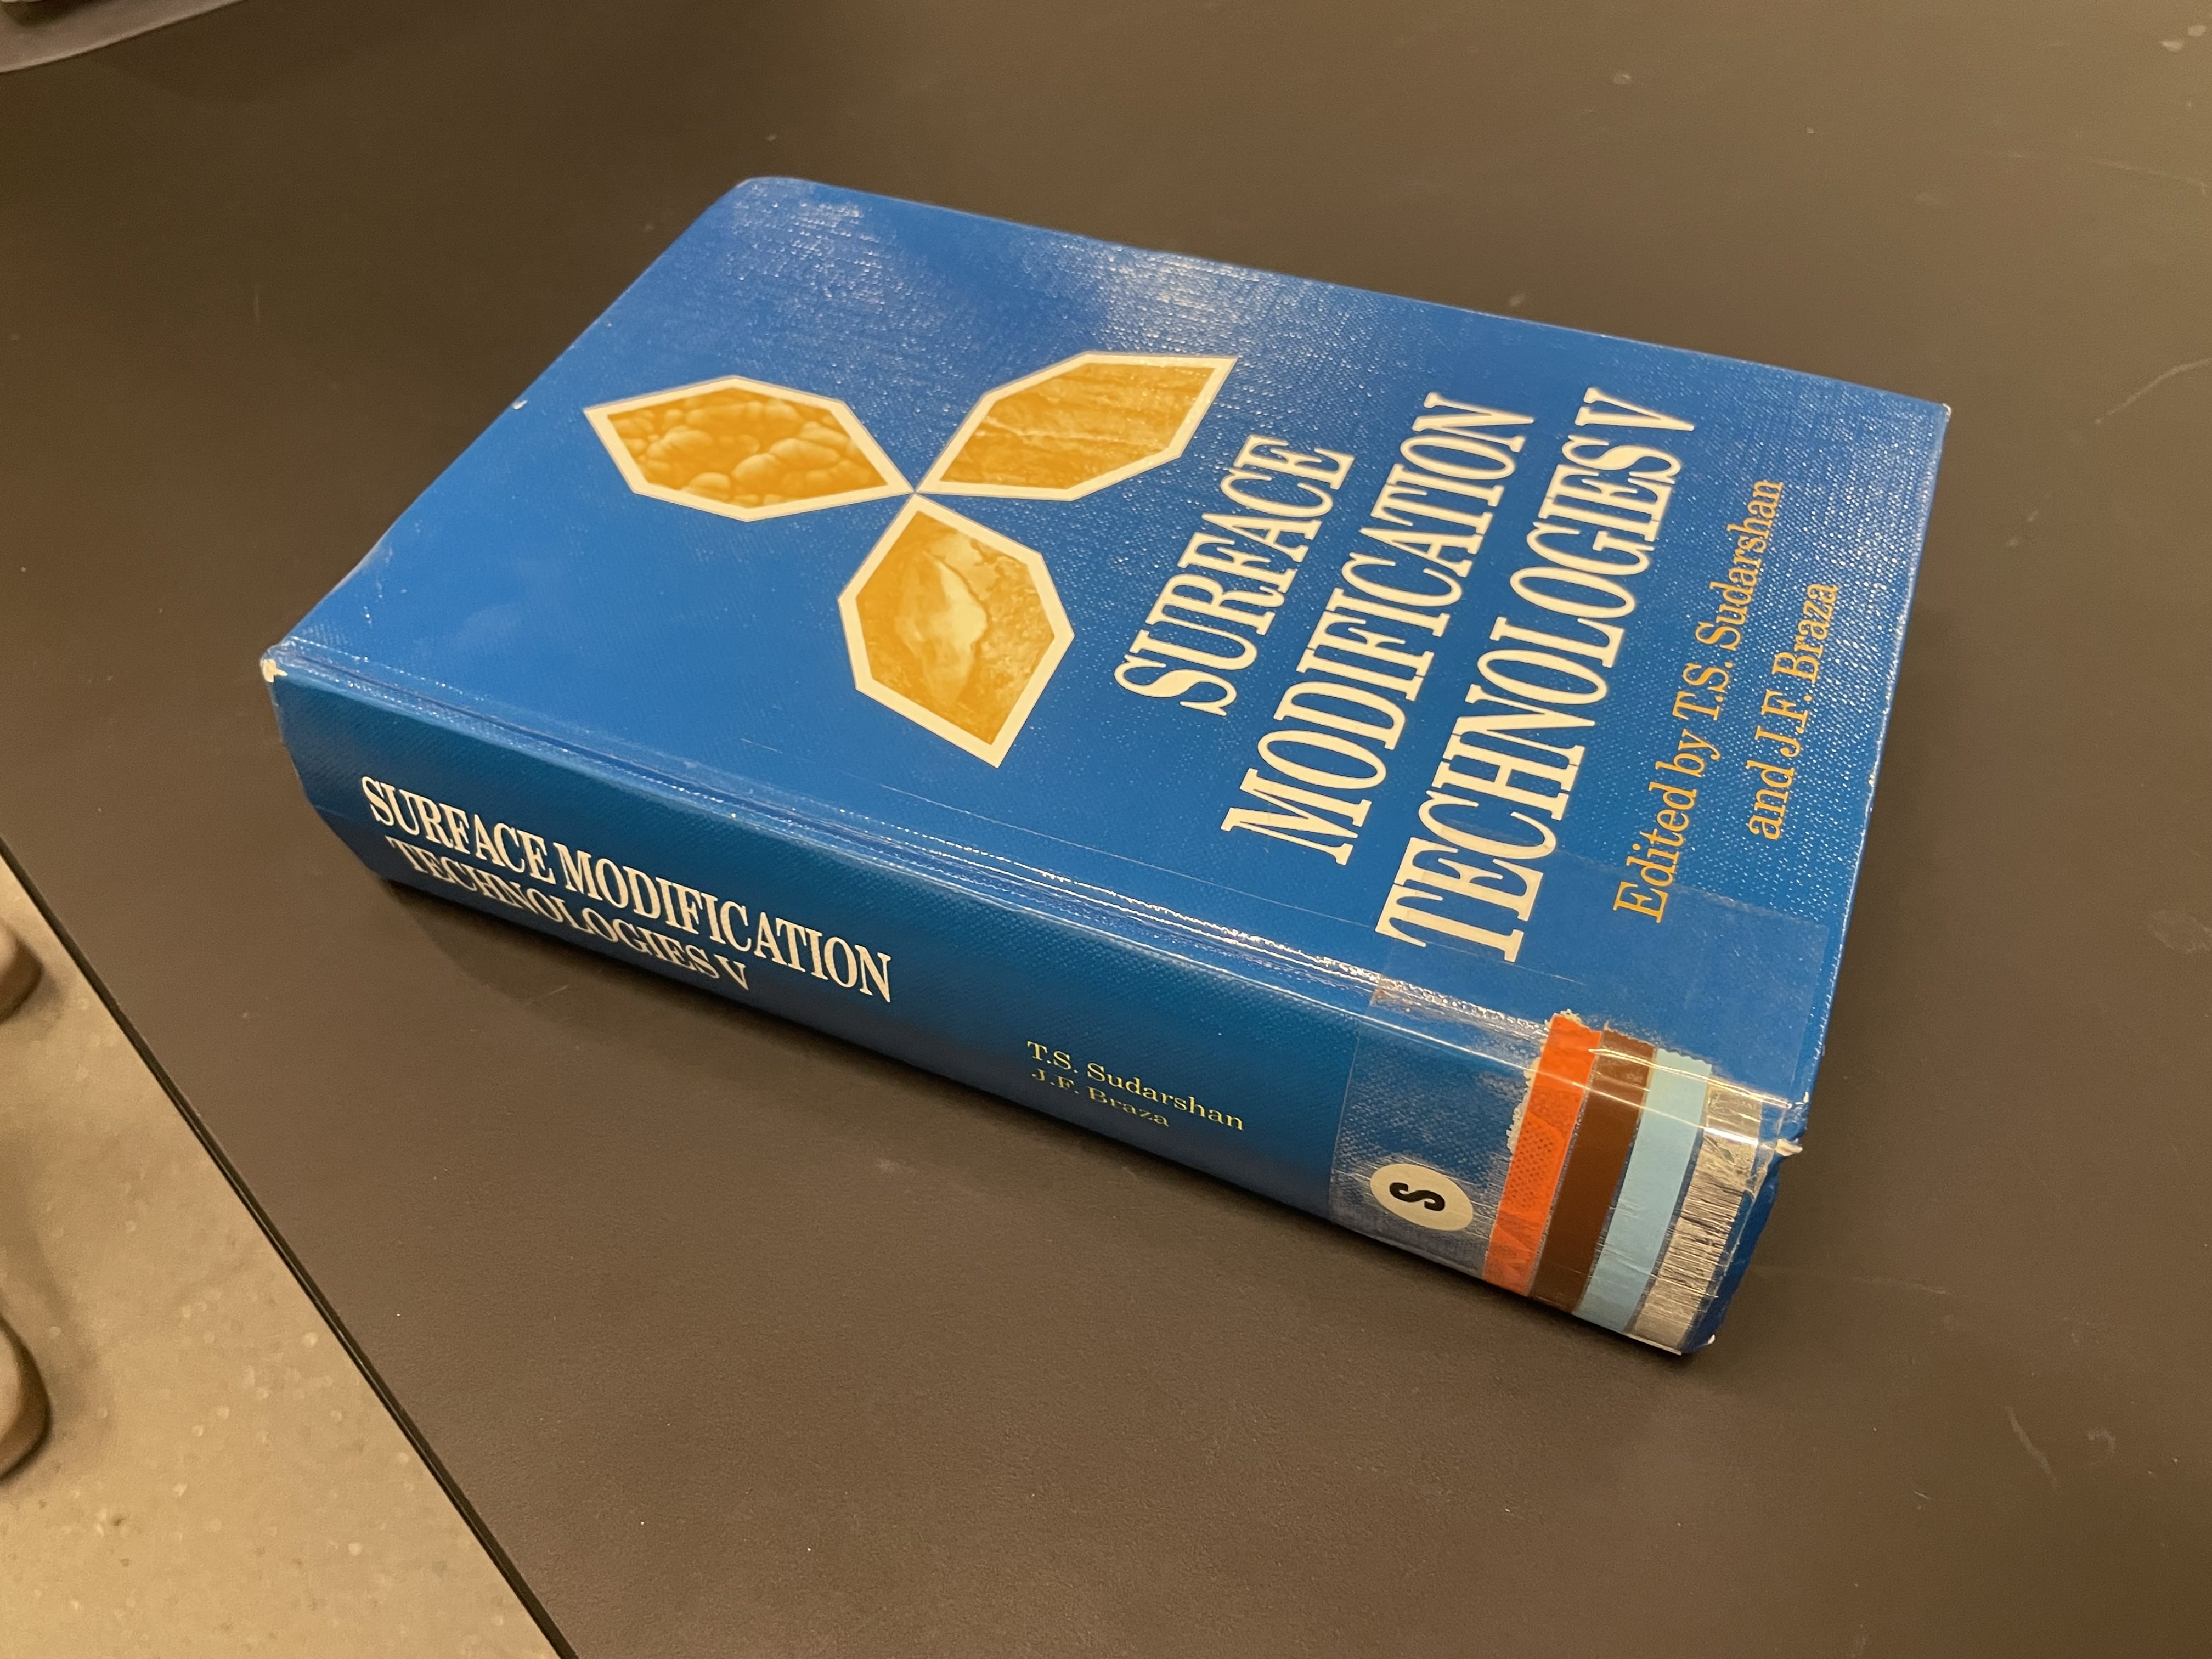 SURFACE
MODIFICATION
TECHNOLOGIES V
Edited by T.S. Sudarshan
and J.F. Braza
SURFACE MODIFICATION
TECHNOLOGIES V
T.S. Sudarshan
J.F. Braza
S